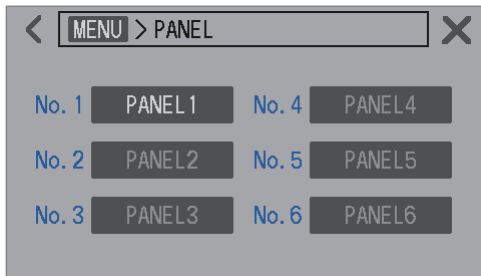 MENU > PANEL
No. 1 PANEL1 No. 4 PANEL4
No. 2 PANEL2 No. 5 PANEL5
No. 3 PANEL3 No. 6 PANEL6